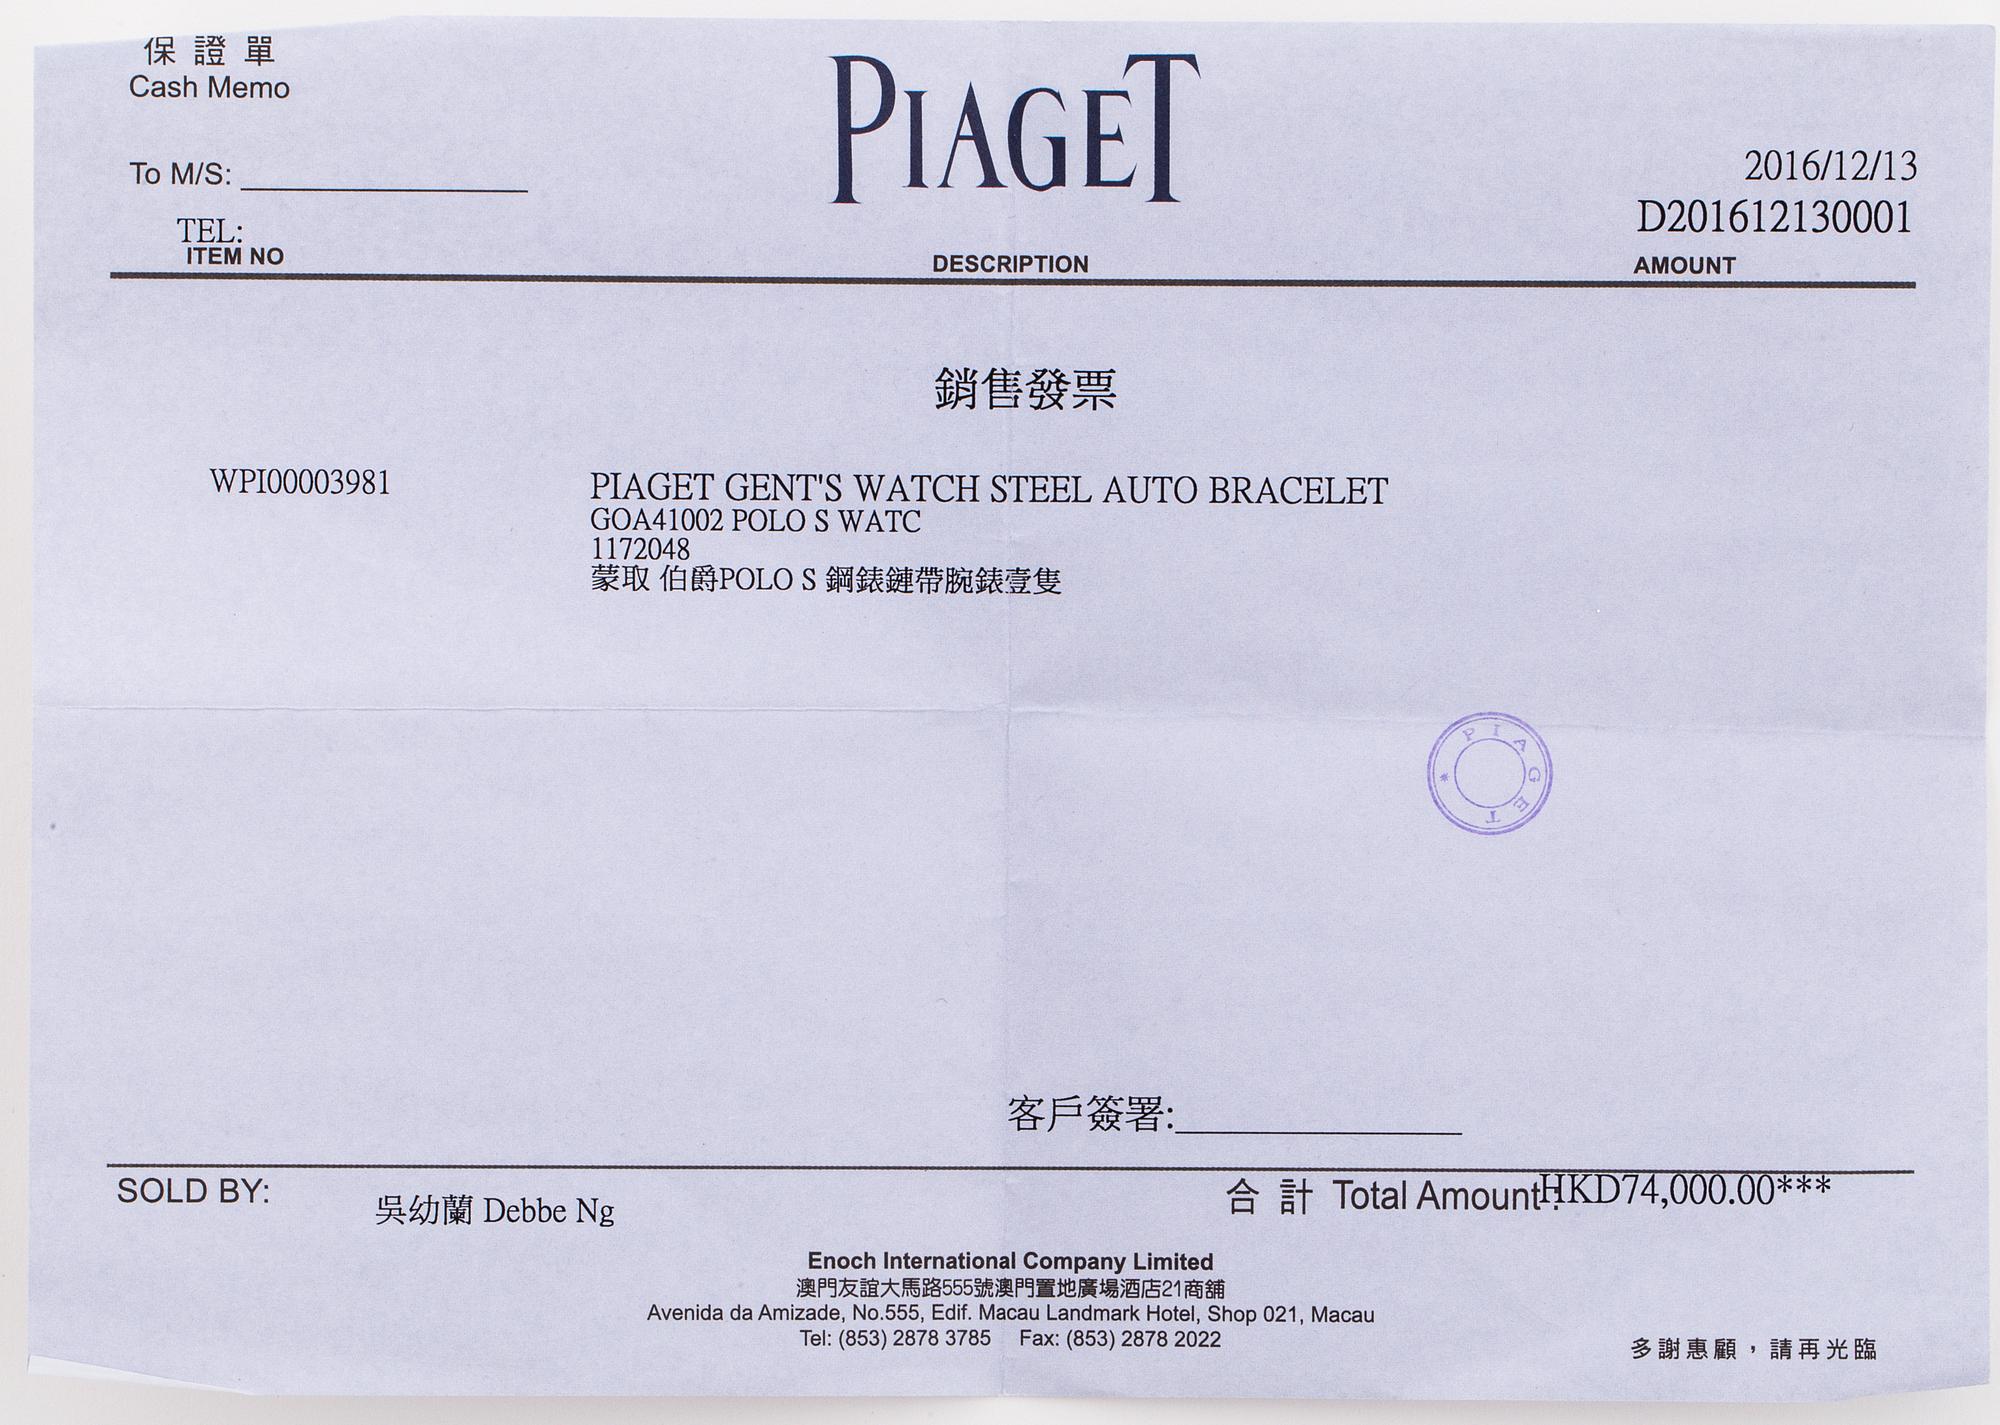 保 證 單
Cash Memo
PIAGET
To M/S:
2016/12/13
TEL:
D201612130001
ITEM NO
DESCRIPTION
AMOUNT
銷售發票
WPI00003981
PIAGET GENT'S WATCH STEEL AUTO BRACELET
GOA41002 POLO S WATC
1172048
蒙取 伯爵POLO S 鋼錶鏈帶腕錶壹隻
PIAGET *
客戶簽署:
SOLD BY:
吳幼蘭 Debbe Ng
合 計 Total Amount: HKD74,000.00***
Enoch International Company Limited
澳門友誼大馬路555號澳門置地廣場酒店21商舖
Avenida da Amizade, No.555, Edif. Macau Landmark Hotel, Shop 021, Macau
Tel: (853) 2878 3785 Fax: (853) 2878 2022
多謝惠顧，請再光臨